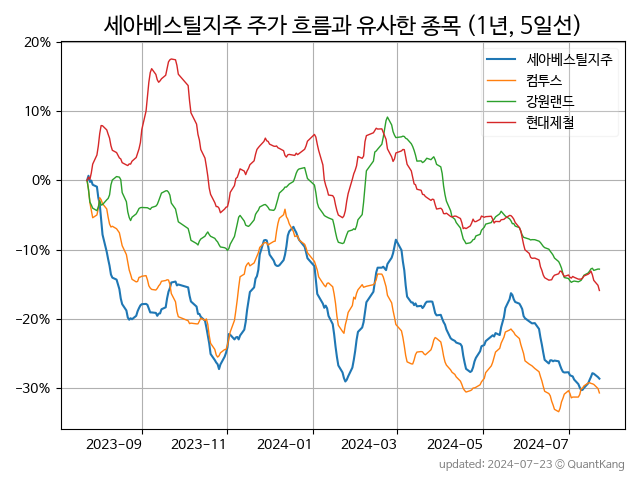 세아베스틸지주 주가 흐름과 유사한 종목 (1년, 5일선)
세아베스틸지주
컴투스
강원랜드
현대제철
20%
10%
0%
−10%
−20%
−30%
2023-09
2023-11
2024-01
2024-03
2024-05
2024-07
updated: 2024-07-23 © QuantKang